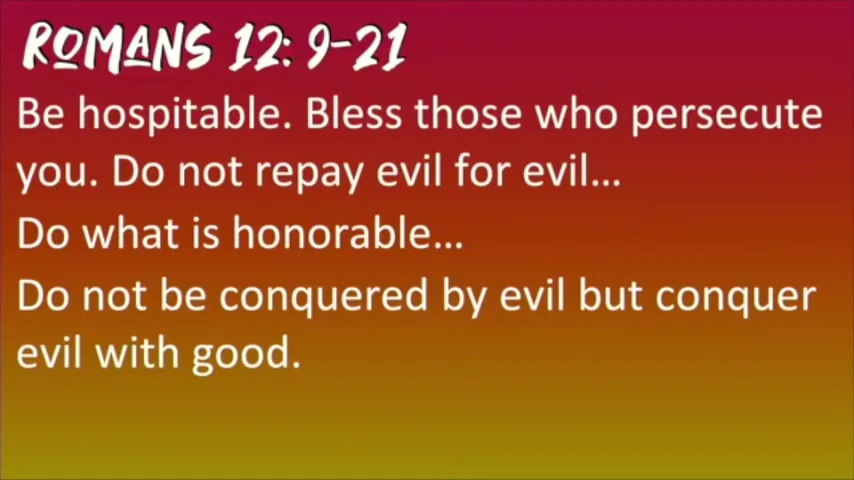 ROMANS 12: 9-21
Be hospitable. Bless those who persecute
you. Do not repay evil for evil...
Do what is honorable...
Do not be conquered by evil but conquer
evil with good.